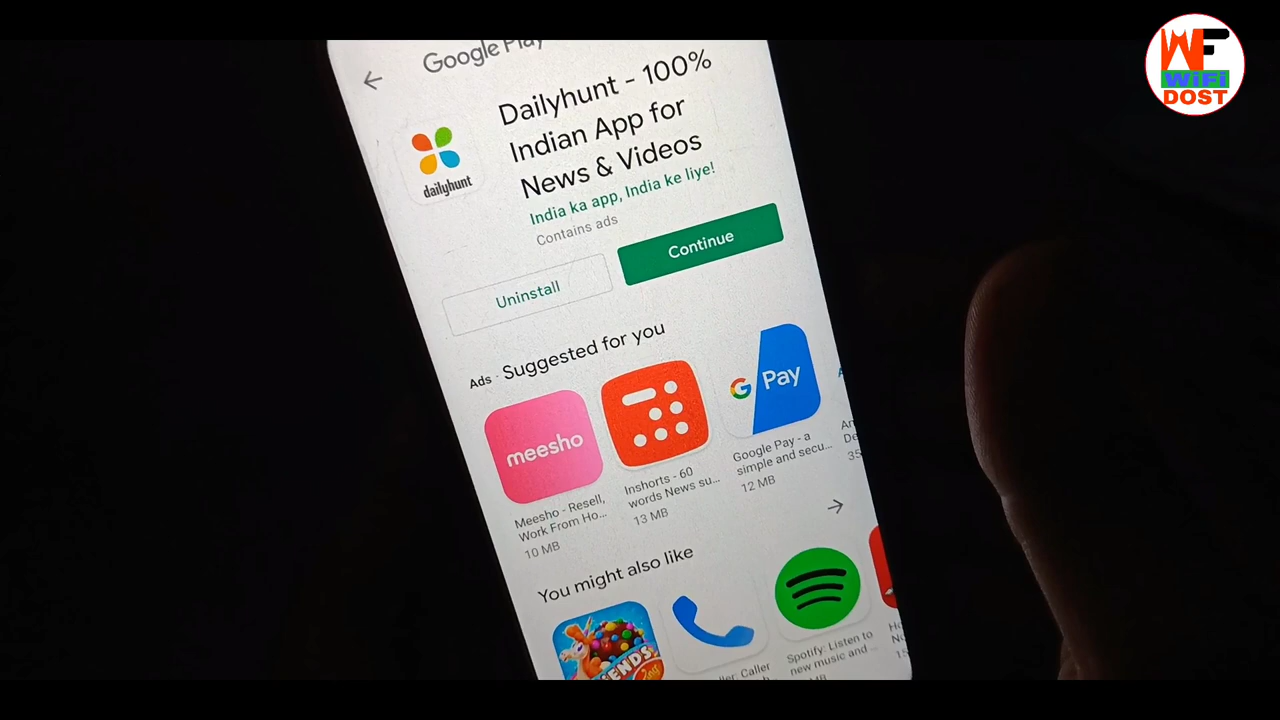 Google Play
WF
WiFi
DOST
Dailyhunt - 100%
Indian App for
News & Videos
dailyhunt
India ka app, India ke liye!
Contains ads
Uninstall
Continue
Ads · Suggested for you
meesho
G Pay
Meesho - Resell,
Work From Ho...
10 MB
Inshorts - 60
words News su...
13 MB
Google Pay - a
simple and secu...
12 MB
You might also like
Spotify: Listen to
new music and ...
Caller
MB